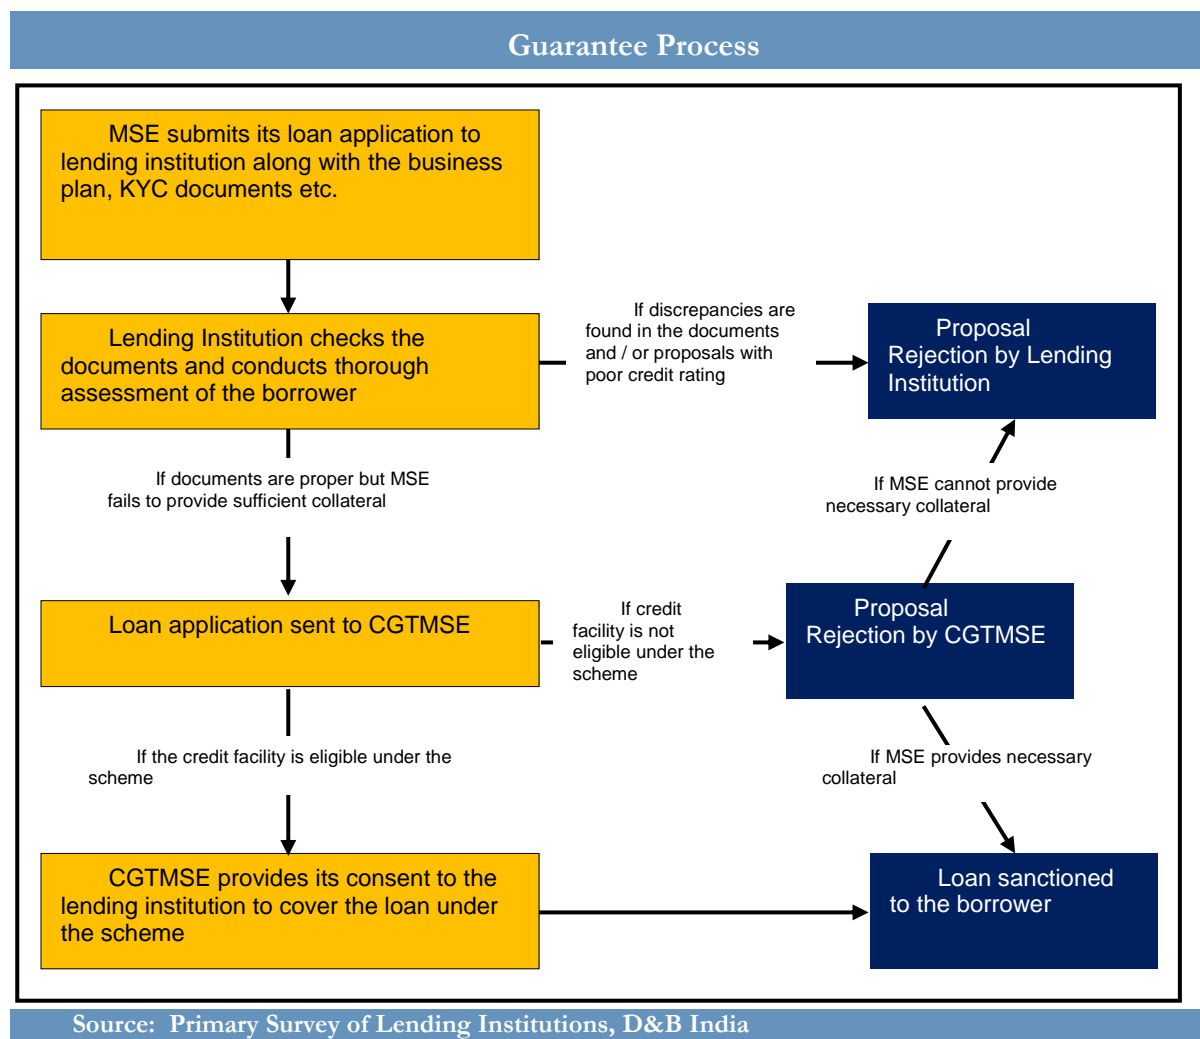 Guarantee Process
MSE submits its loan application to
lending institution along with the business
plan, KYC documents etc.
Lending Institution checks the
documents and conducts thorough
assessment of the borrower
If discrepancies are
found in the documents
and / or proposals with
poor credit rating
Proposal
Rejection by Lending
Institution
If documents are proper but MSE
fails to provide sufficient collateral
If MSE cannot provide
necessary collateral
Loan application sent to CGTMSE
If credit
facility is not
eligible under the
scheme
Proposal
Rejection by CGTMSE
If the credit facility is eligible under the
scheme
If MSE provides necessary
collateral
CGTMSE provides its consent to the
lending institution to cover the loan under
the scheme
Loan sanctioned
to the borrower
Source: Primary Survey of Lending Institutions, D&B India